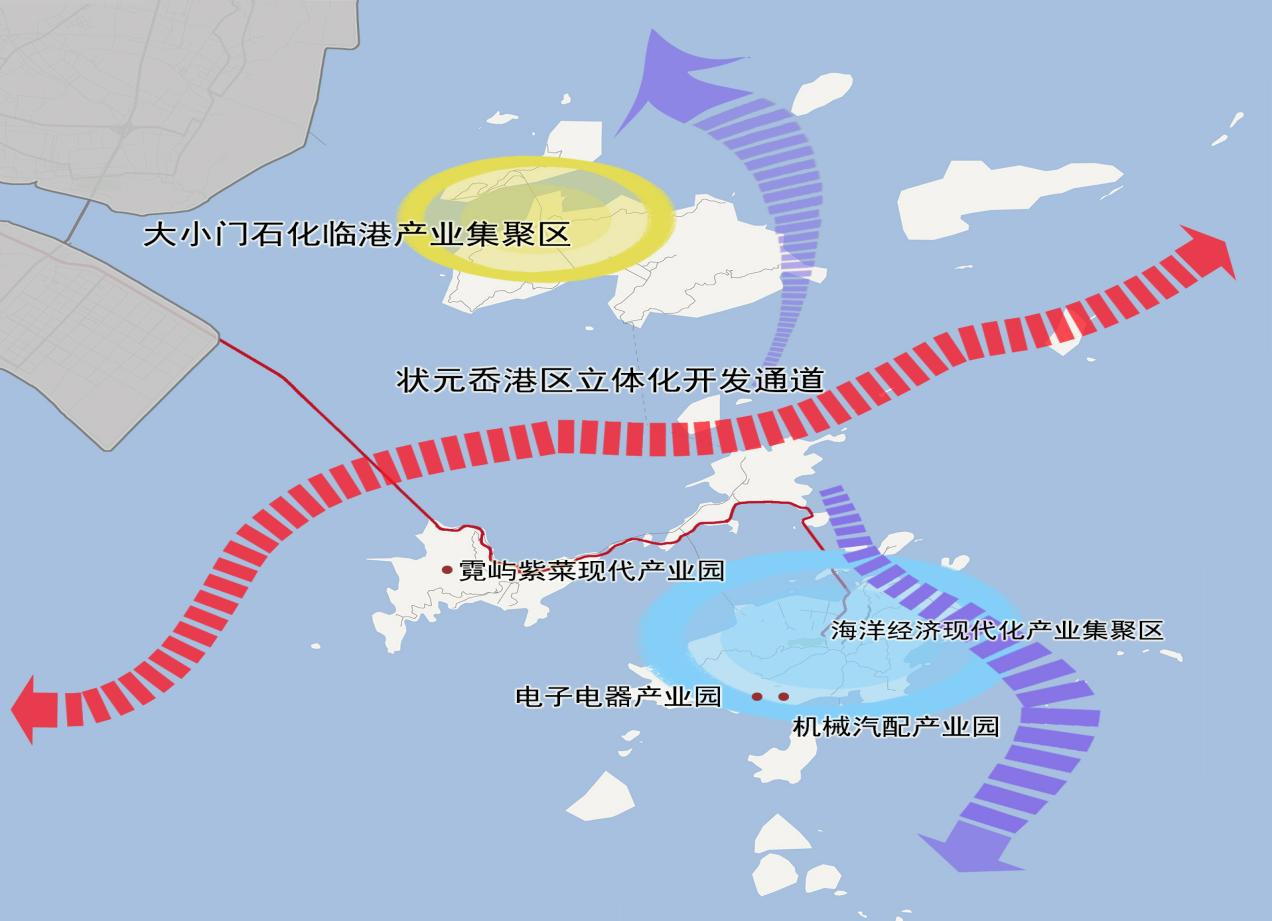 大小门石化临港产业集聚区
状元岙港区立体化开发通道
霓屿紫菜现代产业园
海洋经济现代化产业集聚区
电子电器产业园
机械汽配产业园